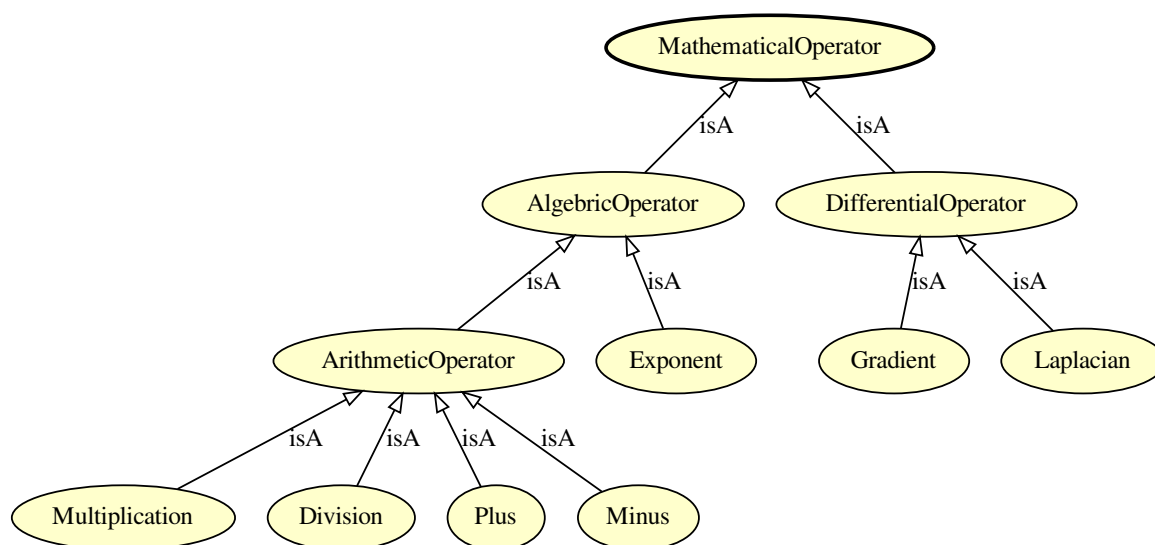 MathematicalOperator
isA
isA
AlgebricOperator
DifferentialOperator
isA
isA
isA
isA
ArithmeticOperator
Exponent
Gradient
Laplacian
isA
isA
isA
isA
Multiplication
Division
Plus
Minus